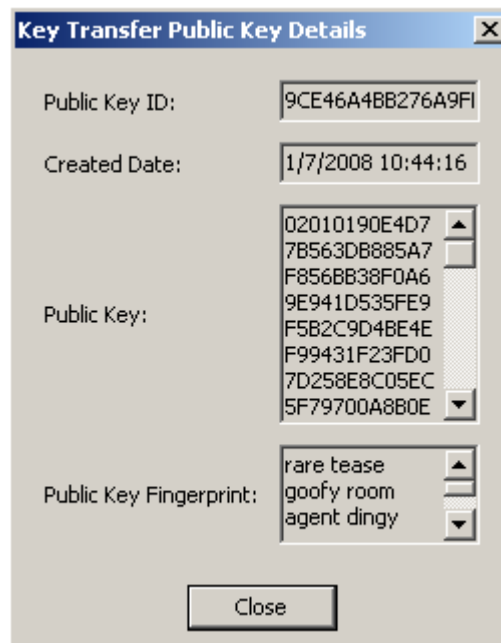 Key Transfer Public Key Details
Public Key ID: 9CE46A4BB276A9F
Created Date: 1/7/2008 10:44:16
Public Key:
02010190E4D7
7B563DB885A7
F856BB38F0A6
9E941D535FE9
F5B2C9D4BE4E
F99431F23FD0
7D258E8C05EC
5F79700A8B0E
Public Key Fingerprint:
rare tease
goofy room
agent dingy
Close